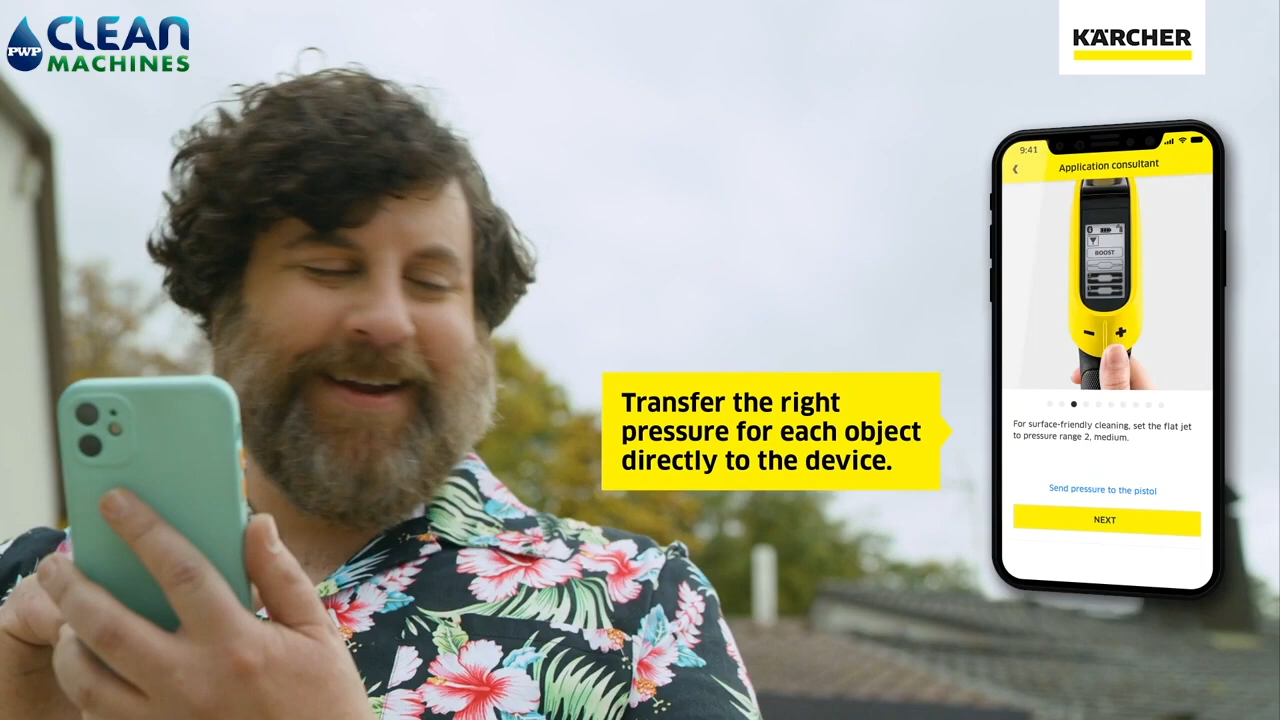 PWP
CLEAN
MACHINES
KÄRCHER
9:41
Application consultant
BOOST
Transfer the right
pressure for each object
directly to the device.
For surface-friendly cleaning, set the flat jet
to pressure range 2, medium.
Send pressure to the pistol
NEXT